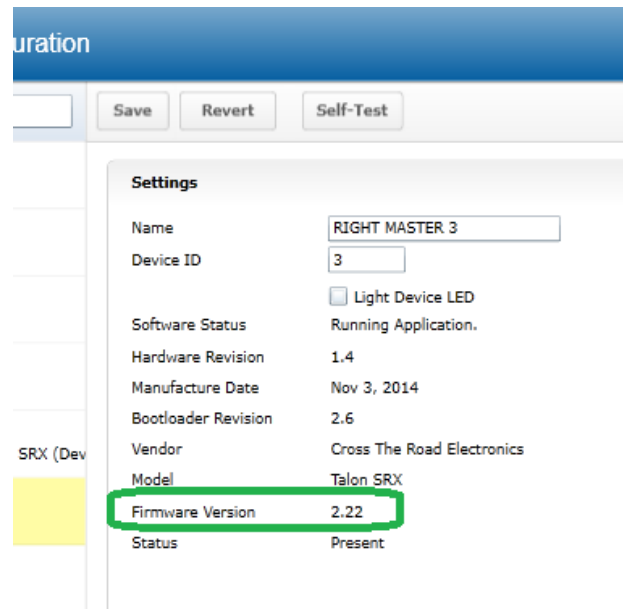 uration
Save Revert Self-Test
Settings
Name RIGHT MASTER 3
Device ID 3
Light Device LED
Software Status Running Application.
Hardware Revision 1.4
Manufacture Date Nov 3, 2014
Bootloader Revision 2.6
SRX (Dev
Vendor Cross The Road Electronics
Model Talon SRX
Firmware Version 2.22
Status Present